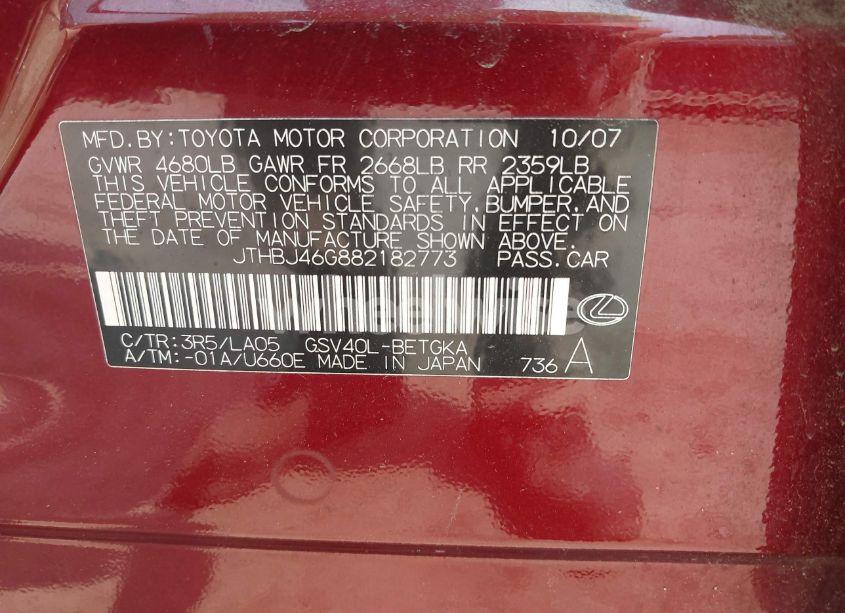 MFD.BY:TOYOTA MOTOR CORPORATION 10/07
GVWR 4680LB GAWR FR 2668LB RR 2359LB
THIS VEHICLE CONFORMS TO ALL APPLICABLE
FEDERAL MOTOR VEHICLE SAFETY,BUMPER,AND
THEFT PREVENTION STANDARDS IN EFFECT ON
THE DATE OF MANUFACTURE SHOWN ABOVE.
JTHBJ46G882182773 PASS.CAR
C/TR:3R5/LA05 GSV40L-BETGKA
A/TM:-01A/U660E MADE IN JAPAN 736 A